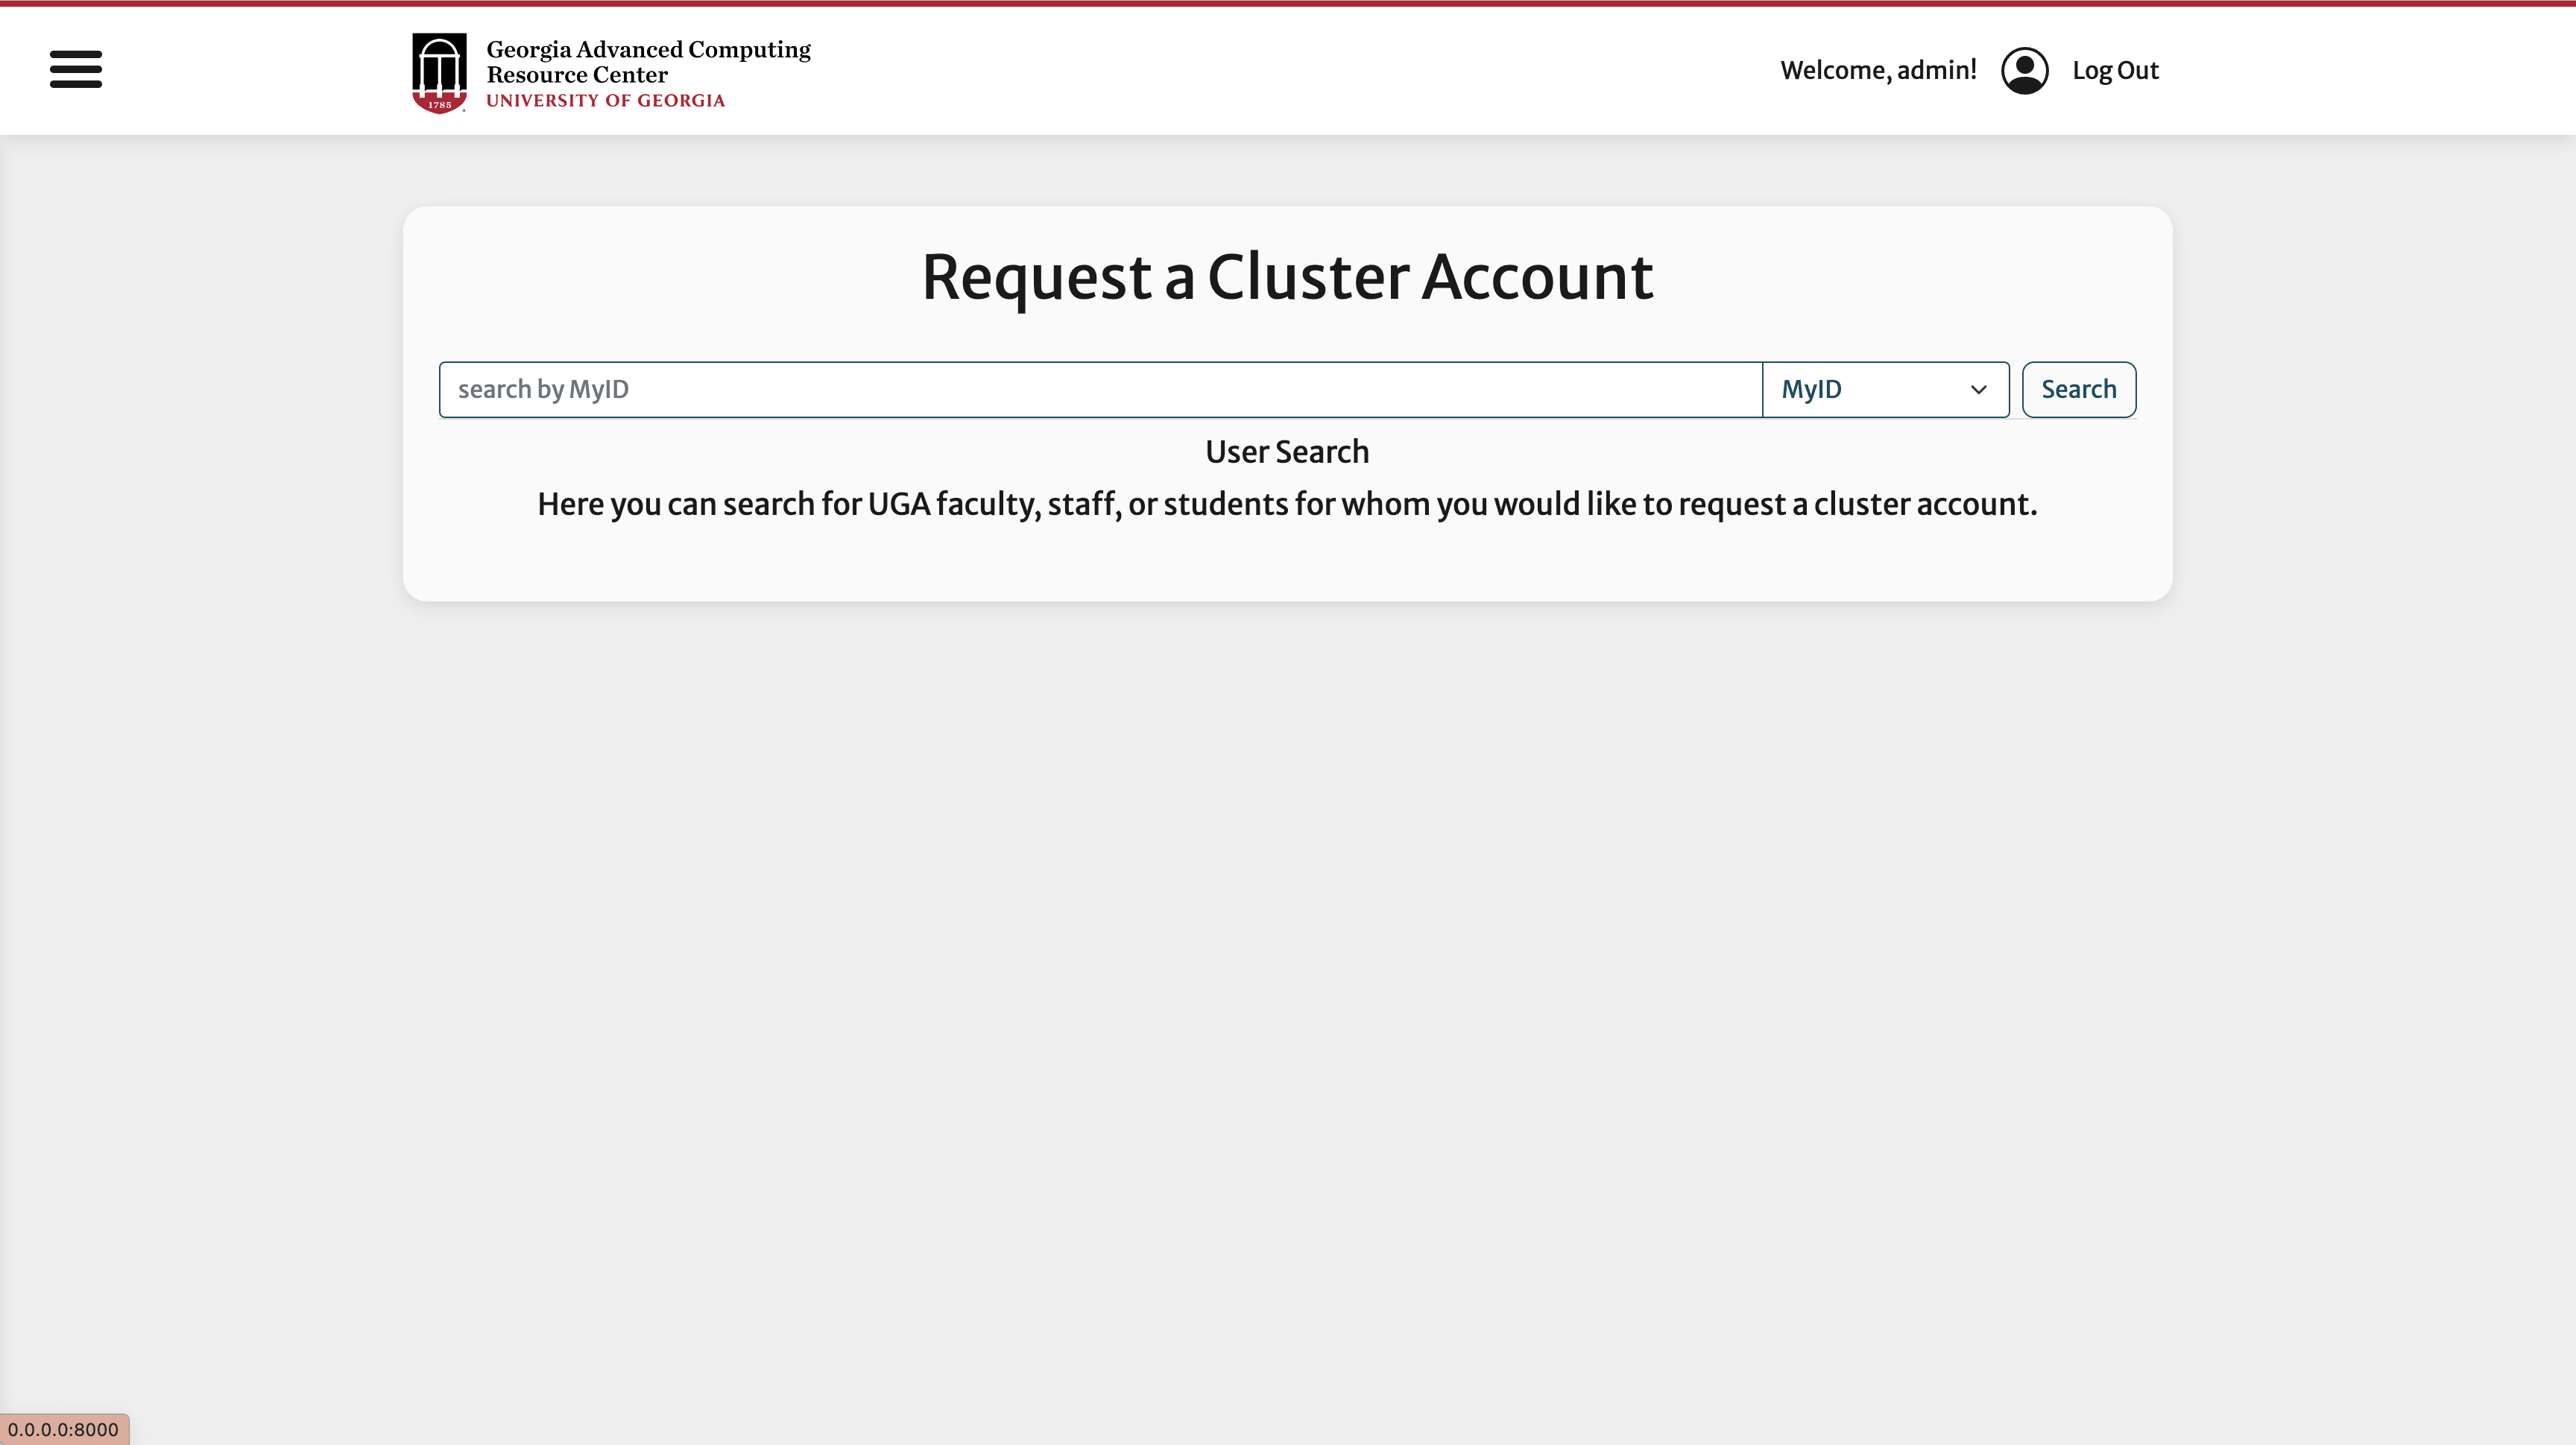 Georgia Advanced Computing
Resource Center
UNIVERSITY OF GEORGIA
1785
Welcome, admin!
Log Out
Request a Cluster Account
search by MyID
MyID
Search
User Search
Here you can search for UGA faculty, staff, or students for whom you would like to request a cluster account.
0.0.0.0:8000